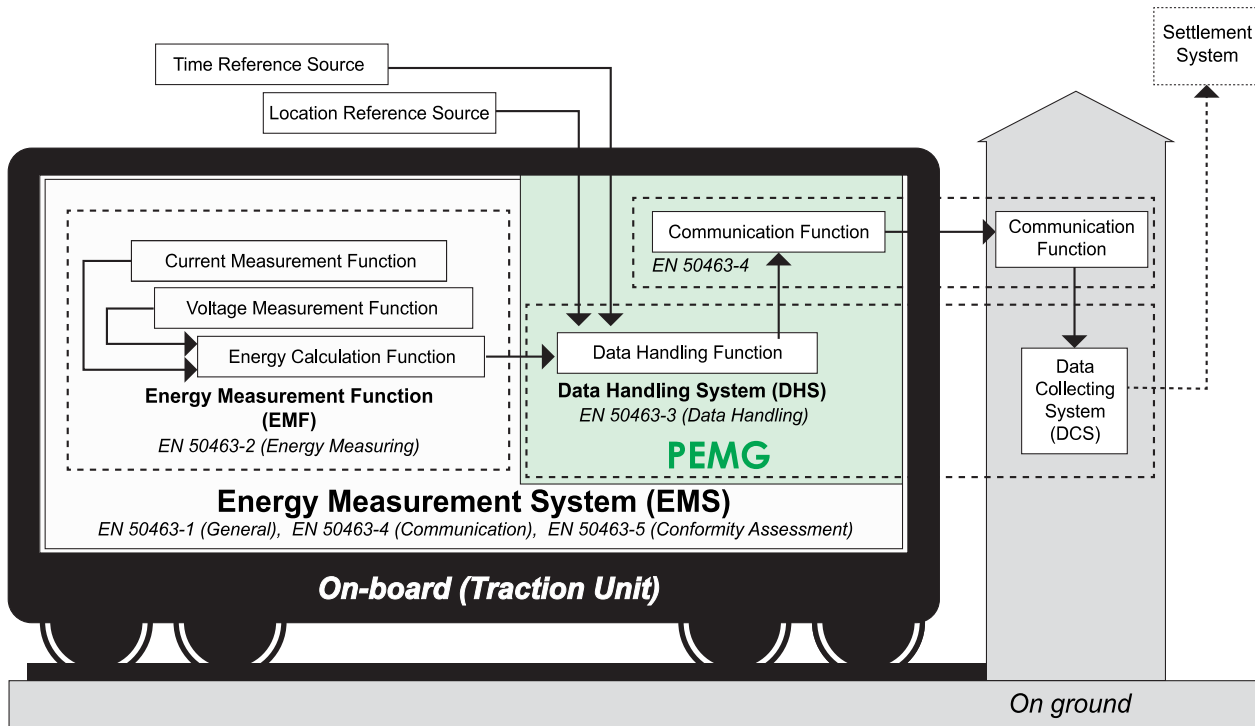 Settlement
System
Time Reference Source
Location Reference Source
Communication Function
EN 50463-4
Communication
Function
Current Measurement Function
Voltage Measurement Function
Energy Calculation Function
Data Handling Function
Energy Measurement Function
(EMF)
EN 50463-2 (Energy Measuring)
Data Handling System (DHS)
EN 50463-3 (Data Handling)
PEMG
Data
Collecting
System
(DCS)
Energy Measurement System (EMS)
EN 50463-1 (General), EN 50463-4 (Communication), EN 50463-5 (Conformity Assessment)
On-board (Traction Unit)
On ground